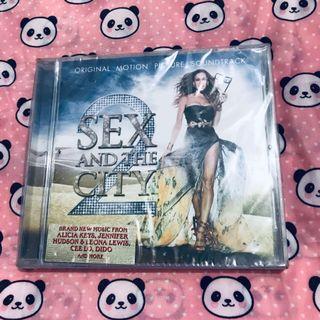 ORIGINAL MOTION PICTURE SOUNDTRACK
SEX
AND THE
CITY
2
BRAND NEW MUSIC FROM
ALICIA KEYS, JENNIFER
HUDSON & LEONA LEWIS,
CEE LO, DIDO
AND MORE